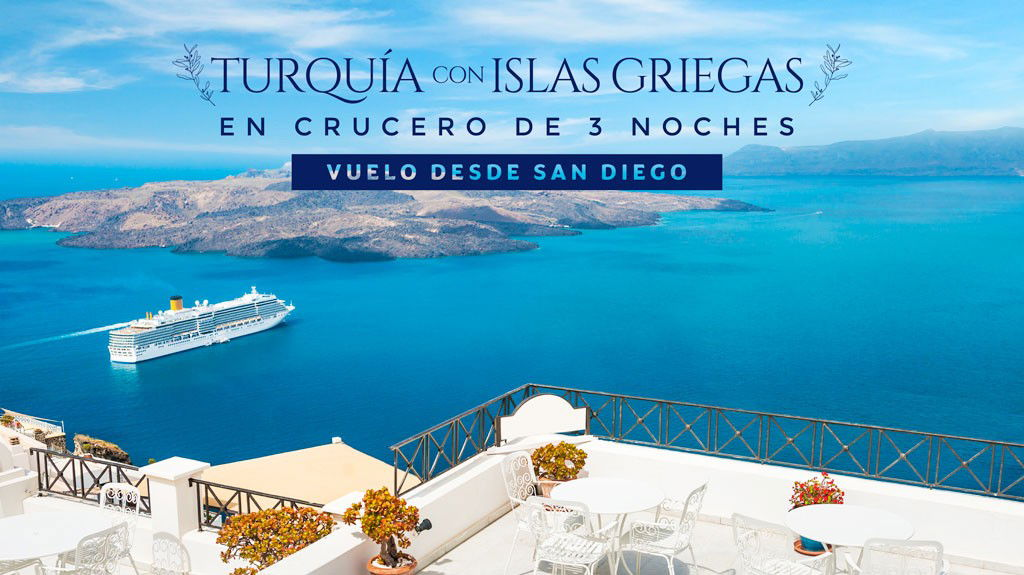 TURQUÍA CON ISLAS GRIEGAS
EN CRUCERO DE 3 NOCHES
VUELO DESDE SAN DIEGO